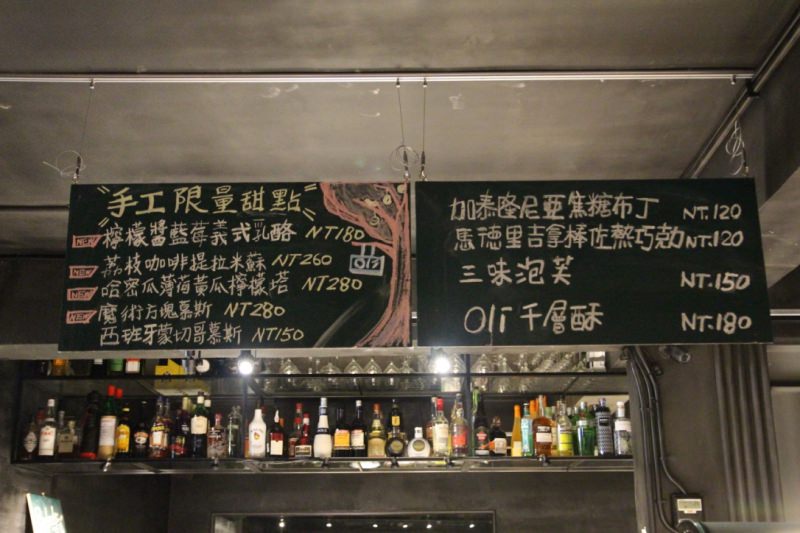 "手工限量甜點"
NEW 檸檬醬藍莓義式乳酪 NT180
NEW 荔枝咖啡提拉米蘇 NT260
NEW 哈密瓜薄荷黃瓜檸檬塔 NT280
NEW 魔術方塊慕斯 NT280
西班牙蒙切哥慕斯 NT150
Oli
加泰隆尼亞焦糖布丁 NT.120
馬德里吉拿棒佐熬巧克力 NT.120
三味泡芙 NT.150
Oli 千層酥 NT.180